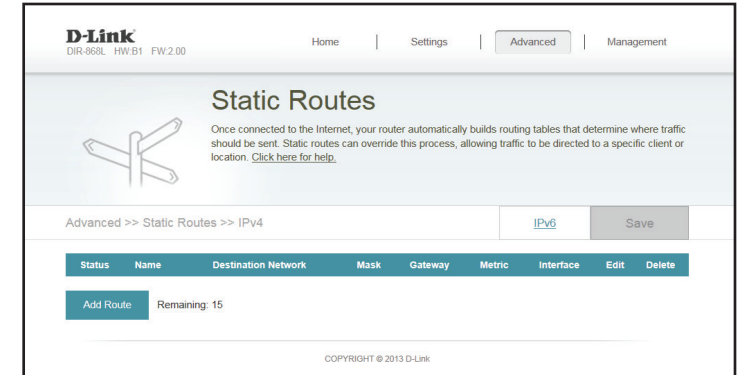 D-Link
DIR-868L HW:B1 FW:2.00
Home | Settings | Advanced | Management
Static Routes
Once connected to the Internet, your router automatically builds routing tables that determine where traffic
should be sent. Static routes can override this process, allowing traffic to be directed to a specific client or
location. Click here for help.
Advanced >> Static Routes >> IPv4
IPv6
Save
Status Name Destination Network Mask Gateway Metric Interface Edit Delete
Add Route Remaining: 15
COPYRIGHT © 2013 D-Link